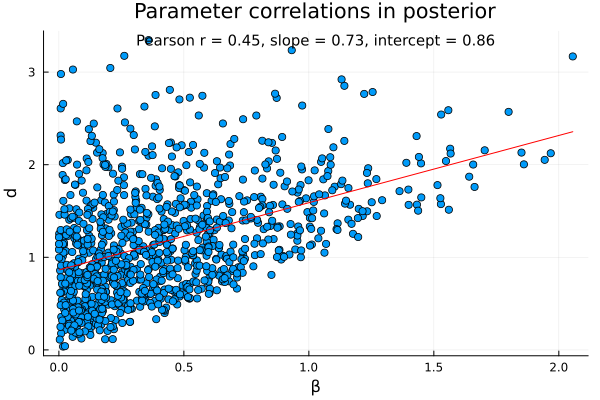 Parameter correlations in posterior
Pearson r = 0.45, slope = 0.73, intercept = 0.86
3
2
1
0
d
0.0 0.5 1.0 1.5 2.0
β